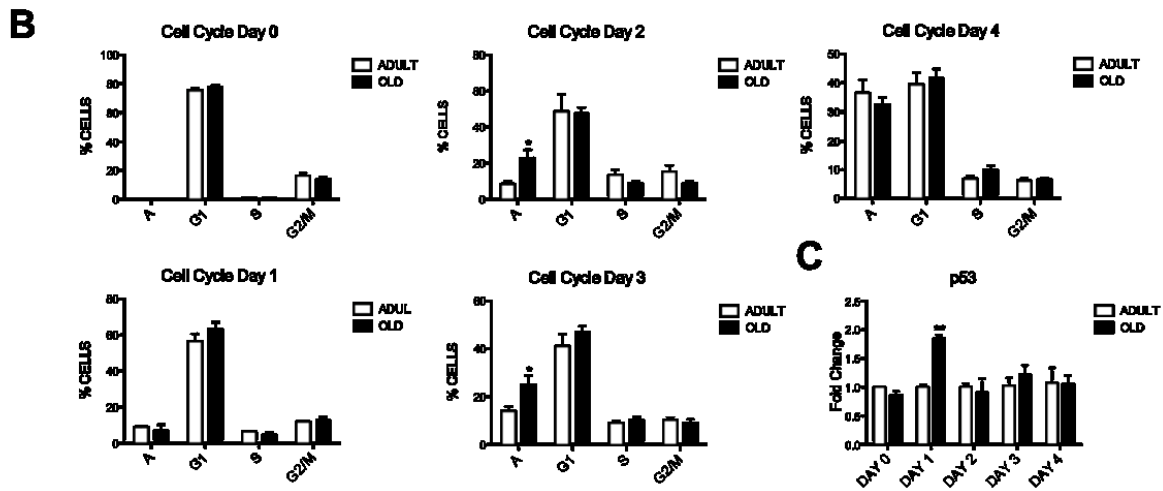 B
Cell Cycle Day 0
ADULT
OLD
% CELLS
100
80
60
40
20
0
A
G1
S
G2/M
Cell Cycle Day 2
ADULT
OLD
% CELLS
80
60
40
20
0
*
A
G1
S
G2/M
Cell Cycle Day 4
ADULT
OLD
% CELLS
50
40
30
20
10
0
A
G1
S
G2/M
Cell Cycle Day 1
ADUL
OLD
% CELLS
80
60
40
20
0
A
G1
S
G2/M
Cell Cycle Day 3
ADULT
OLD
% CELLS
60
40
20
0
*
A
G1
S
G2/M
C
p53
ADULT
OLD
Fold Change
2.5
2.0
1.5
1.0
0.5
0.0
**
DAY 0
DAY 1
DAY 2
DAY 3
DAY 4